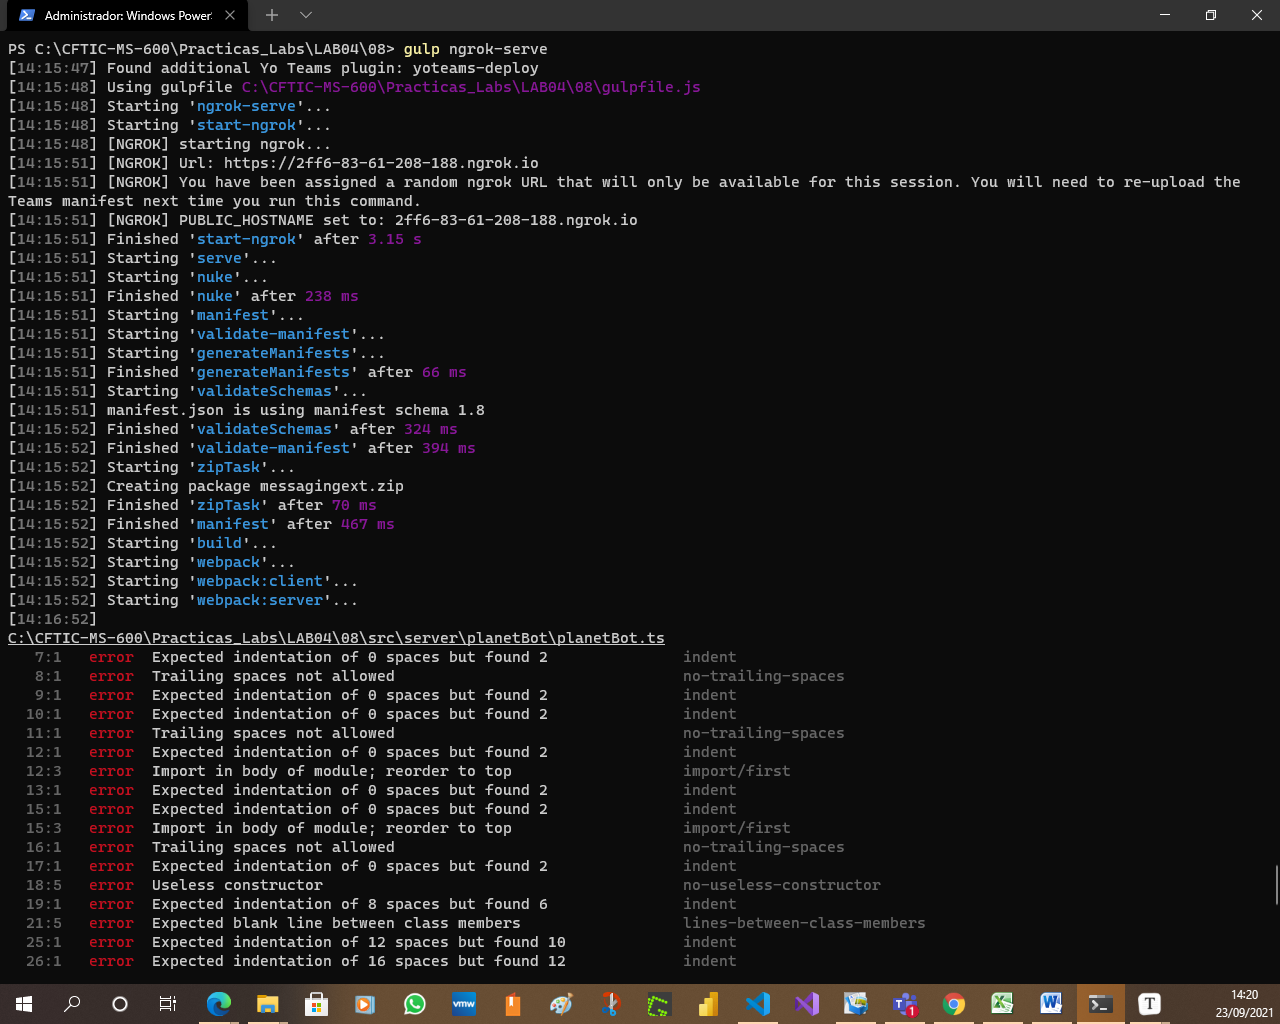 Administrador: Windows PowerS
PS C:\CFTIC-MS-600\Practicas_Labs\LAB04\08> gulp ngrok-serve
[14:15:47] Found additional Yo Teams plugin: yoteams-deploy
[14:15:48] Using gulpfile C:\CFTIC-MS-600\Practicas_Labs\LAB04\08\gulpfile.js
[14:15:48] Starting 'ngrok-serve'...
[14:15:48] Starting 'start-ngrok'...
[14:15:48] [NGROK] starting ngrok...
[14:15:51] [NGROK] Url: https://2ff6-83-61-208-188.ngrok.io
[14:15:51] [NGROK] You have been assigned a random ngrok URL that will only be available for this session. You will need to re-upload the
Teams manifest next time you run this command.
[14:15:51] [NGROK] PUBLIC_HOSTNAME set to: 2ff6-83-61-208-188.ngrok.io
[14:15:51] Finished 'start-ngrok' after 3.15 s
[14:15:51] Starting 'serve'...
[14:15:51] Starting 'nuke'...
[14:15:51] Finished 'nuke' after 238 ms
[14:15:51] Starting 'manifest'...
[14:15:51] Starting 'validate-manifest'...
[14:15:51] Starting 'generateManifests'...
[14:15:51] Finished 'generateManifests' after 66 ms
[14:15:51] Starting 'validateSchemas'...
[14:15:51] manifest.json is using manifest schema 1.8
[14:15:52] Finished 'validateSchemas' after 324 ms
[14:15:52] Finished 'validate-manifest' after 394 ms
[14:15:52] Starting 'zipTask'...
[14:15:52] Creating package messagingext.zip
[14:15:52] Finished 'zipTask' after 70 ms
[14:15:52] Finished 'manifest' after 467 ms
[14:15:52] Starting 'build'...
[14:15:52] Starting 'webpack'...
[14:15:52] Starting 'webpack:client'...
[14:15:52] Starting 'webpack:server'...
[14:16:52]
C:\CFTIC-MS-600\Practicas_Labs\LAB04\08\src\server\planetBot\planetBot.ts
7:1 error Expected indentation of 0 spaces but found 2 indent
8:1 error Trailing spaces not allowed no-trailing-spaces
9:1 error Expected indentation of 0 spaces but found 2 indent
10:1 error Expected indentation of 0 spaces but found 2 indent
11:1 error Trailing spaces not allowed no-trailing-spaces
12:1 error Expected indentation of 0 spaces but found 2 indent
12:3 error Import in body of module; reorder to top import/first
13:1 error Expected indentation of 0 spaces but found 2 indent
15:1 error Expected indentation of 0 spaces but found 2 indent
15:3 error Import in body of module; reorder to top import/first
16:1 error Trailing spaces not allowed no-trailing-spaces
17:1 error Expected indentation of 0 spaces but found 2 indent
18:5 error Useless constructor no-useless-constructor
19:1 error Expected indentation of 8 spaces but found 6 indent
21:5 error Expected blank line between class members lines-between-class-members
25:1 error Expected indentation of 12 spaces but found 10 indent
26:1 error Expected indentation of 16 spaces but found 12 indent
vmw
1
T
14:20
23/09/2021